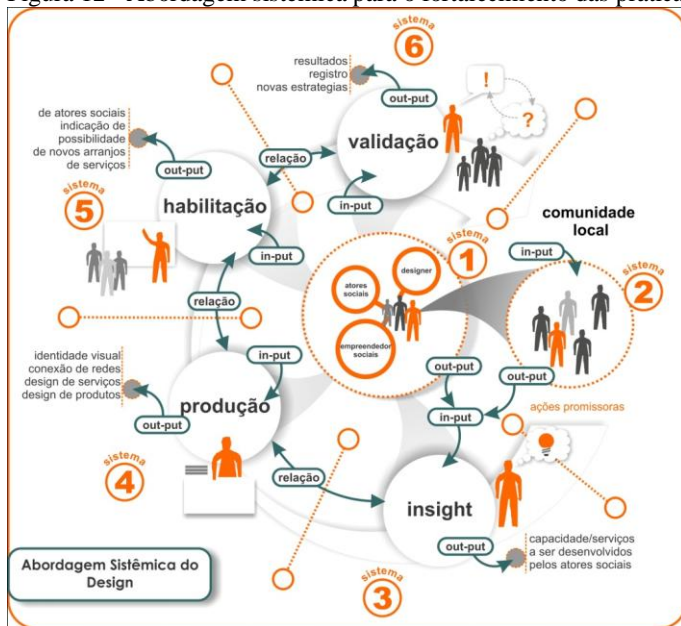 Figura 12 - Abordagem sistêmica para o fortalecimento das
sistema
6
resultados
registro
novas estrategias
out-put
!
?
validação
in-put
relação
de atores sociais
indicação de
possibilidade
de novos arranjos
de serviços
out-put
sistema
5
habilitação
in-put
relação
sistema
1
designer
atores
sociais
empreendedor
sociais
out-put
comunidade
local
in-put
sistema
2
out-put
ações promissoras
in-put
identidade visual
conexão de redes
design de serviços
design de produtos
out-put
in-put
produção
sistema
4
relação
insight
out-put
capacidade/serviços
a ser desenvolvidos
pelos atores sociais
sistema
3
Abordagem Sistêmica do
Design